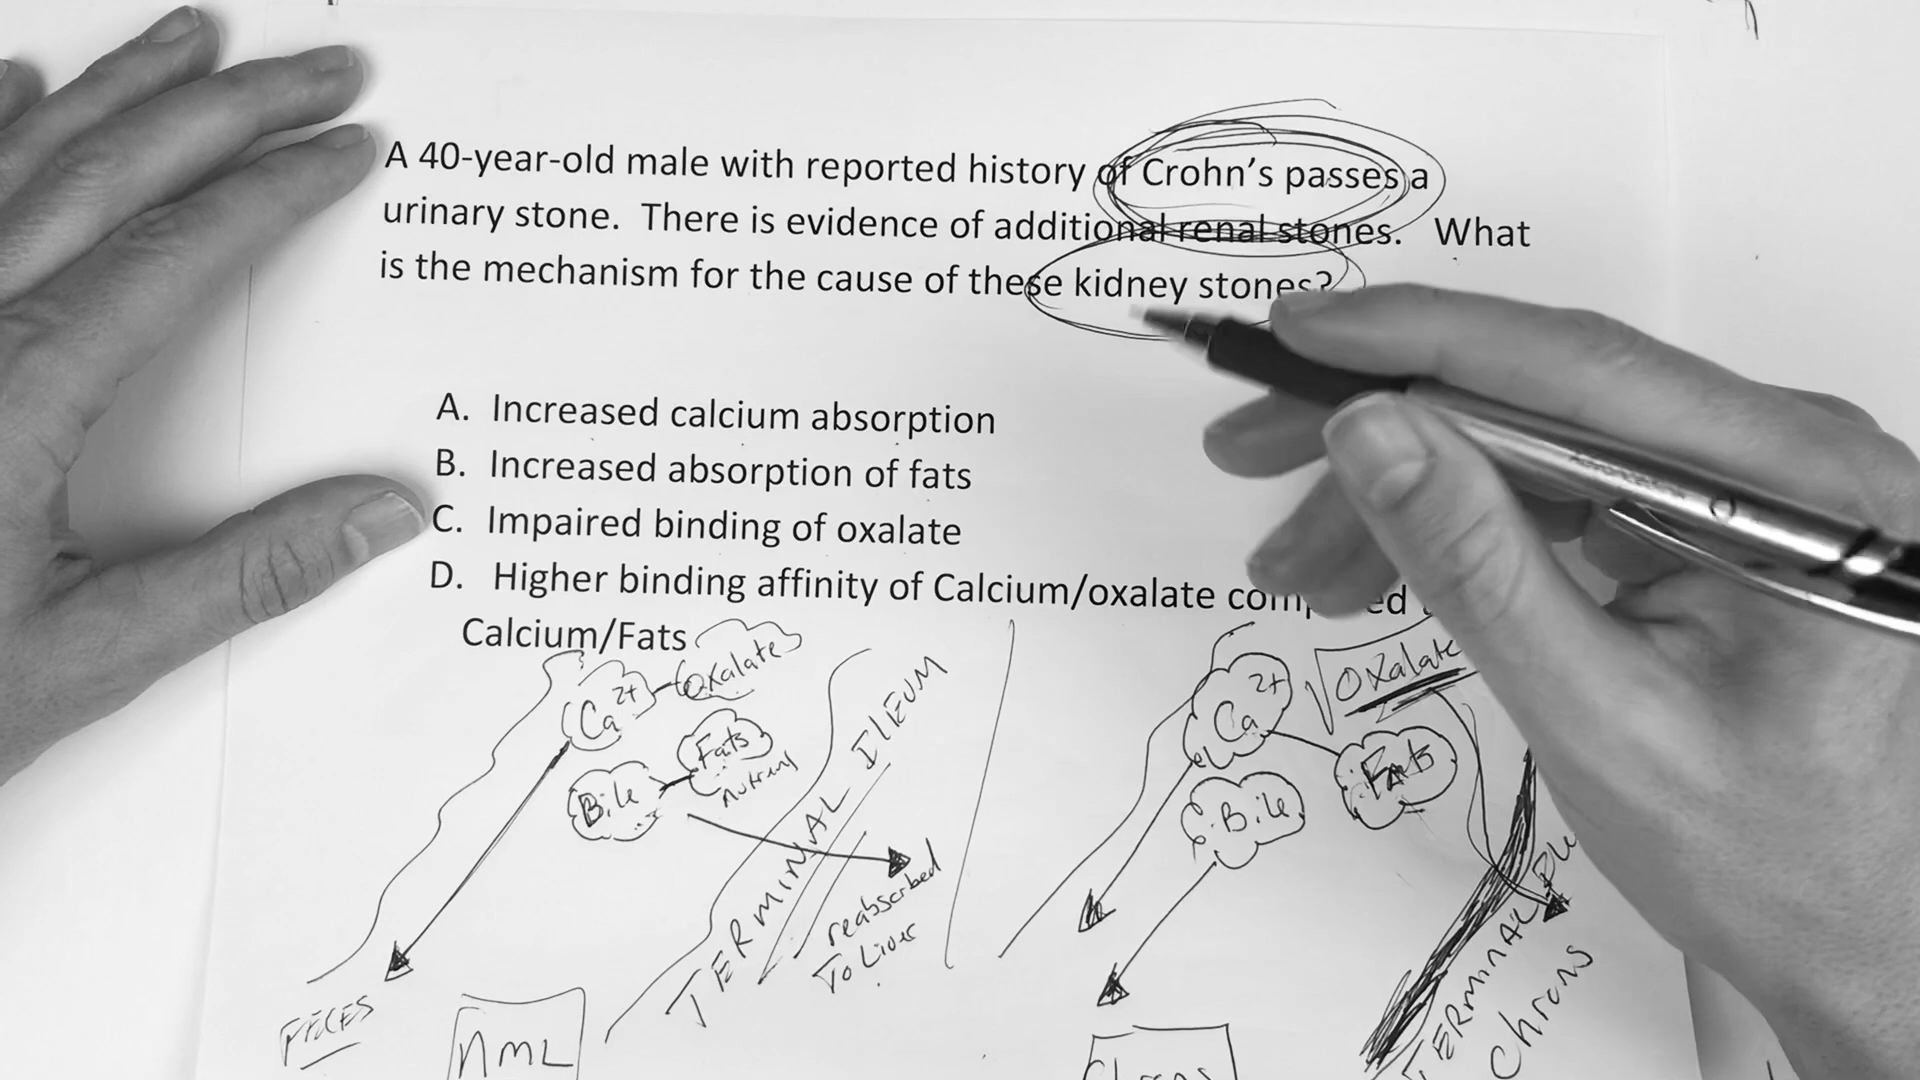 A 40-year-old male with reported history of Crohn's passes a
urinary stone. There is evidence of additional renal stones. What
is the mechanism for the cause of these kidney stones?
A. Increased calcium absorption
B. Increased absorption of fats
C. Impaired binding of oxalate
D. Higher binding affinity of Calcium/oxalate
Calcium/Fats
Ca2+ oxalate
Bile Fats
TERMINAL ILEUM
reabsorbed
To Liver
FECES
NML
Ca2+ oxalate
Fats
Bile
TERMINAL
Chrons